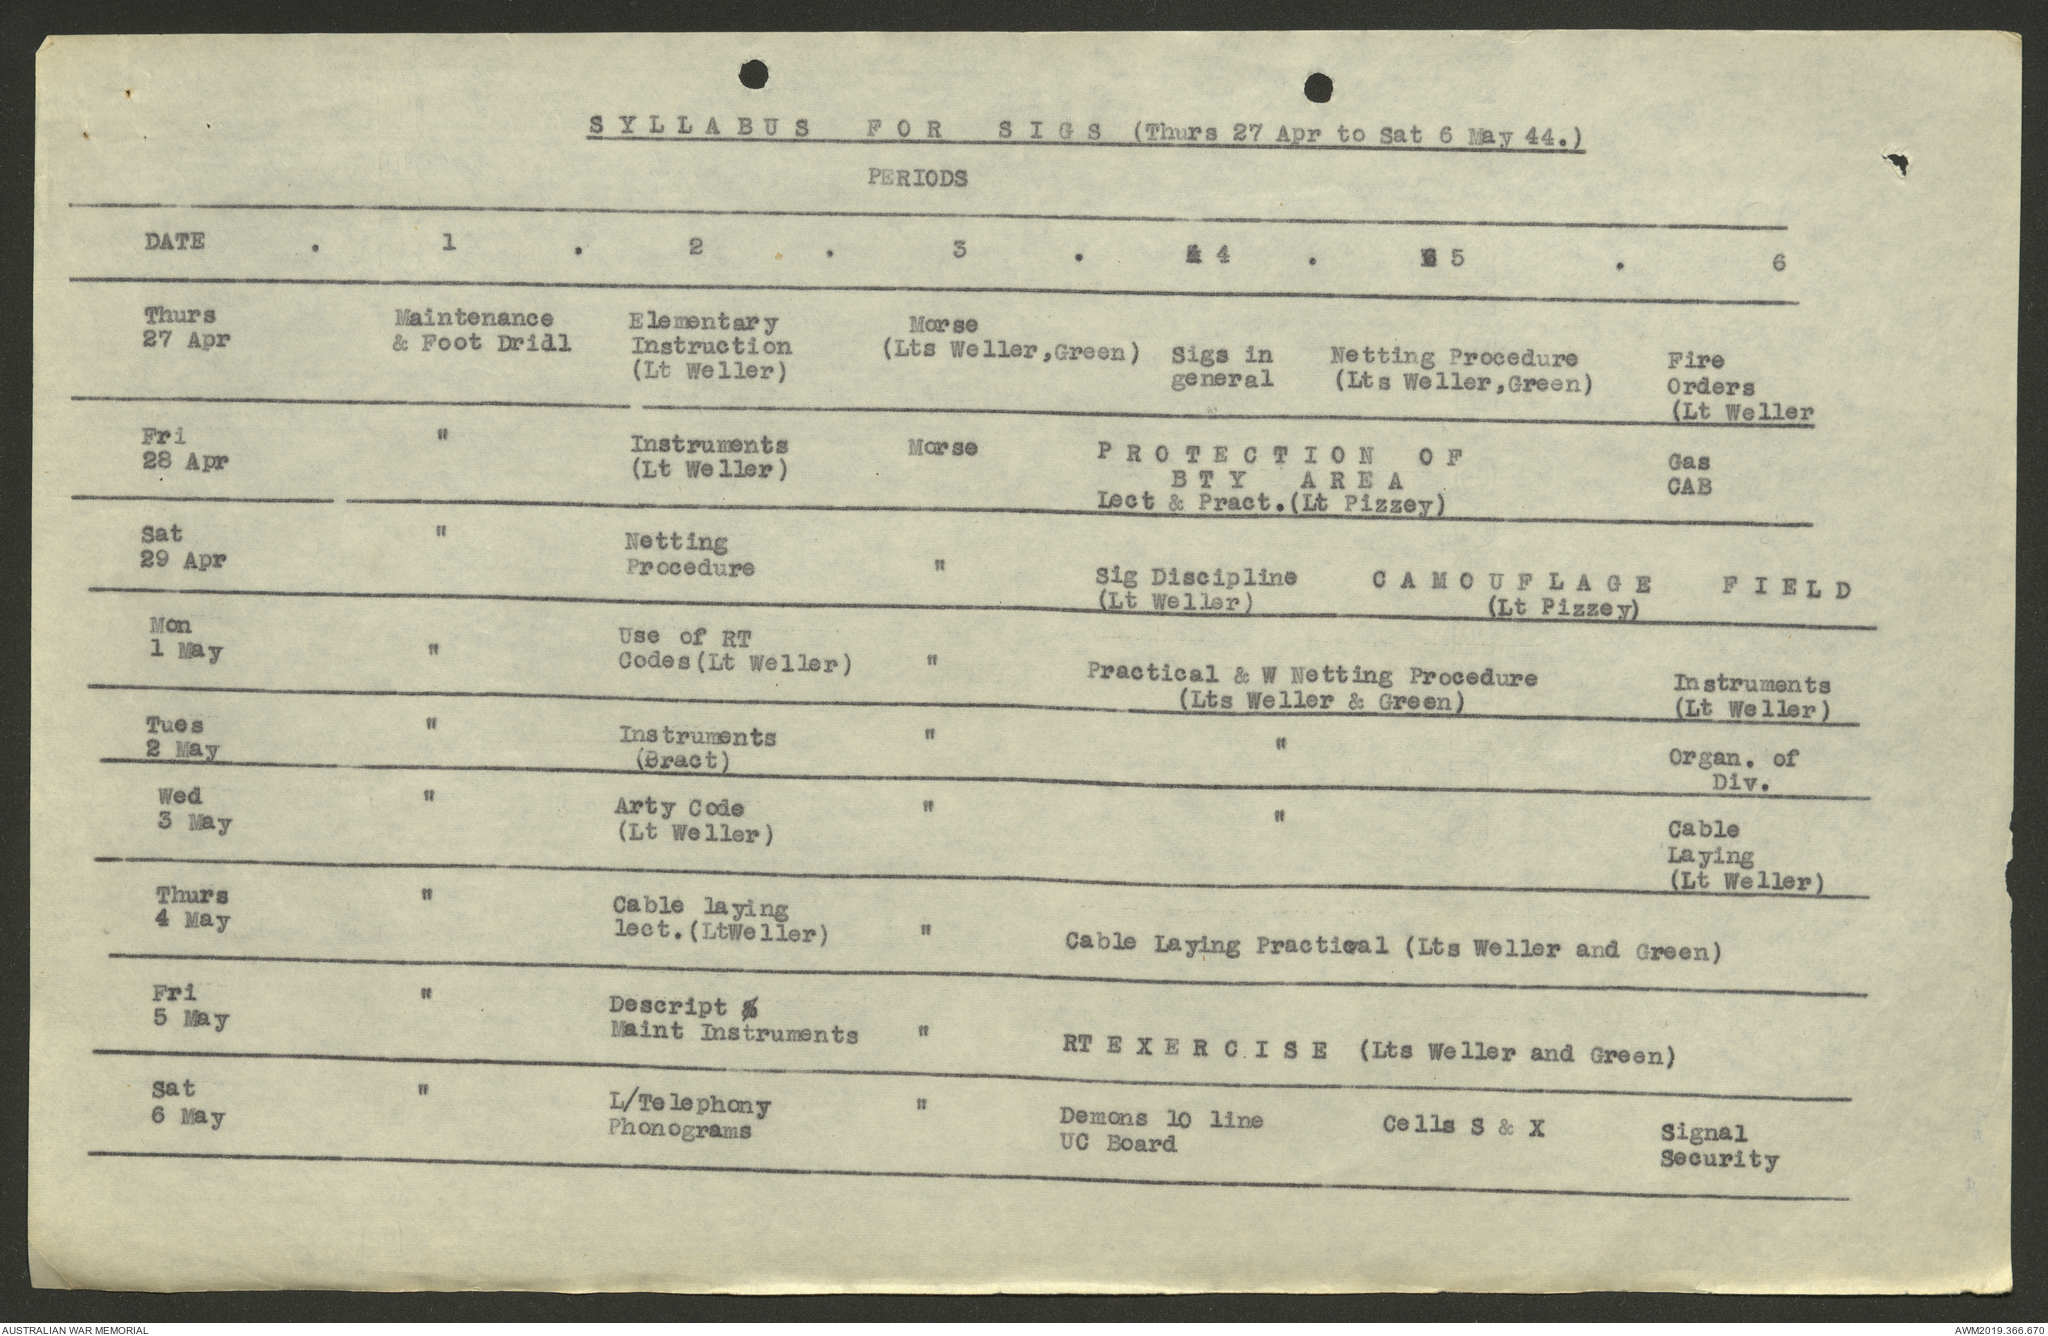 SYLLABUS FOR SIGS (Thurs 27 Apr to Sat 6 May 44.)
PERIODS
DATE . 1 . 2 . 3 . 4 . 5 . 6
Thurs Maintenance Elementary Morse
27 Apr & Foot Drill Instruction (Lts Weller,Green) Sigs in Netting Procedure Fire
(Lt Weller) general (Lts Weller,Green) Orders
(Lt Weller
Fri " Instruments Morse PROTECTION OF Gas
28 Apr (Lt Weller) BTY AREA CAB
Lect & Pract.(Lt Pizzey)
Sat " Netting
29 Apr Procedure " Sig Discipline CAMOUFLAGE FIELD
(Lt Weller) (Lt Pizzey)
Mon Use of RT
1 May " Codes(Lt Weller) " Practical & W Netting Procedure Instruments
(Lts Weller & Green) (Lt Weller)
Tues " Instruments " " Organ. of
2 May (Bract) Div.
Wed " Arty Code " " Cable
3 May (Lt Weller) Laying
(Lt Weller)
Thurs " Cable laying
4 May lect.(LtWeller) " Cable Laying Practical (Lts Weller and Green)
Fri " Descript &
5 May Maint Instruments " RT EXERCISE (Lts Weller and Green)
Sat " L/Telephony " Demons 10 line Cells S & X Signal
6 May Phonograms UC Board Security
AUSTRALIAN WAR MEMORIAL AWM2019.366.670